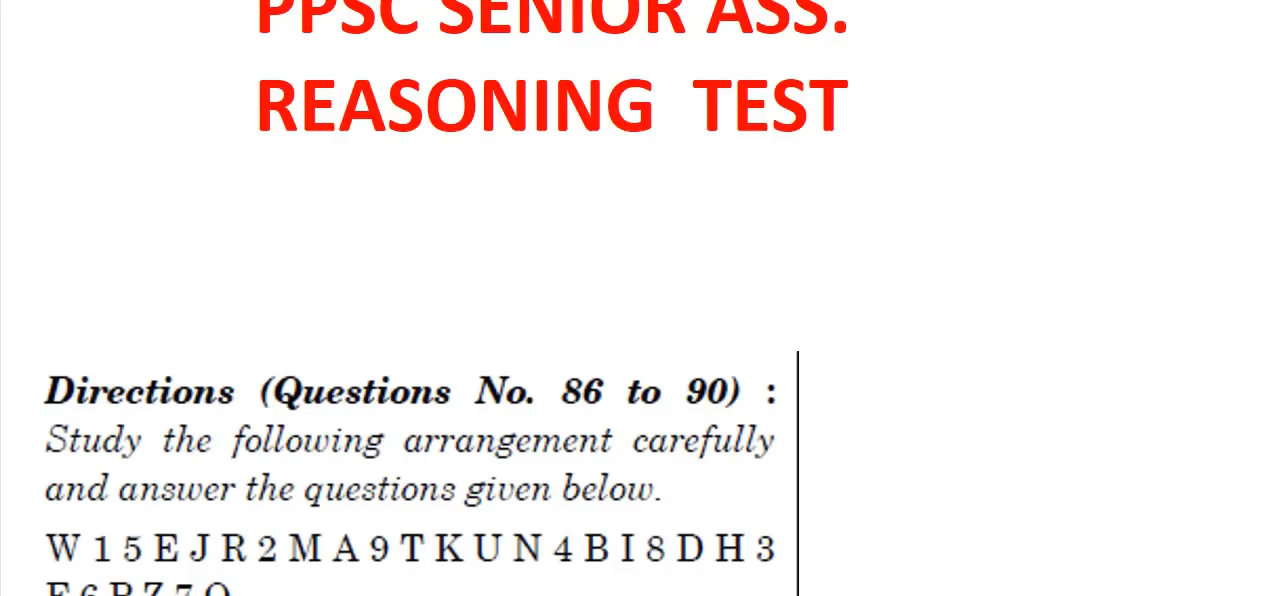 PPSC SENIOR ASS.
REASONING TEST
Directions (Questions No. 86 to 90) :
Study the following arrangement carefully
and answer the questions given below.
W 1 5 E J R 2 M A 9 T K U N 4 B I 8 D H 3